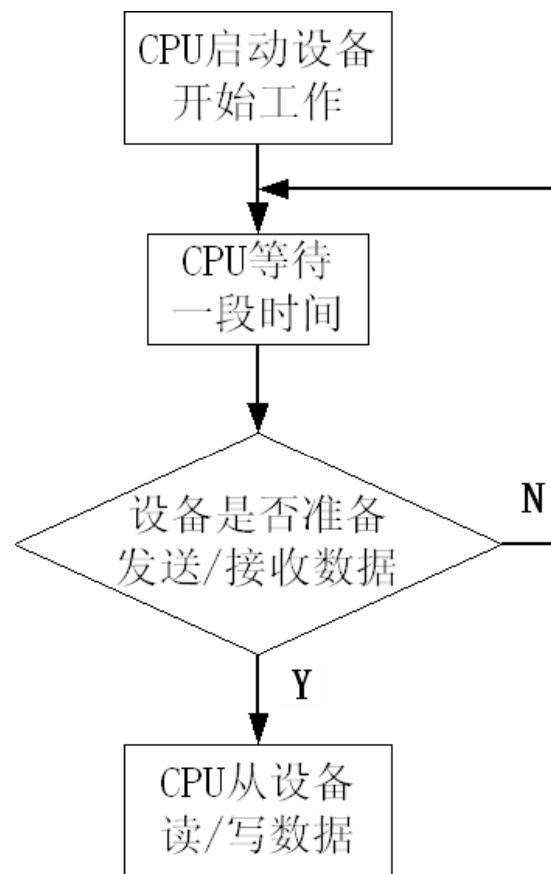 CPU启动设备
开始工作
CPU等待
一段时间
设备是否准备
发送/接收数据
N
Y
CPU从设备
读/写数据